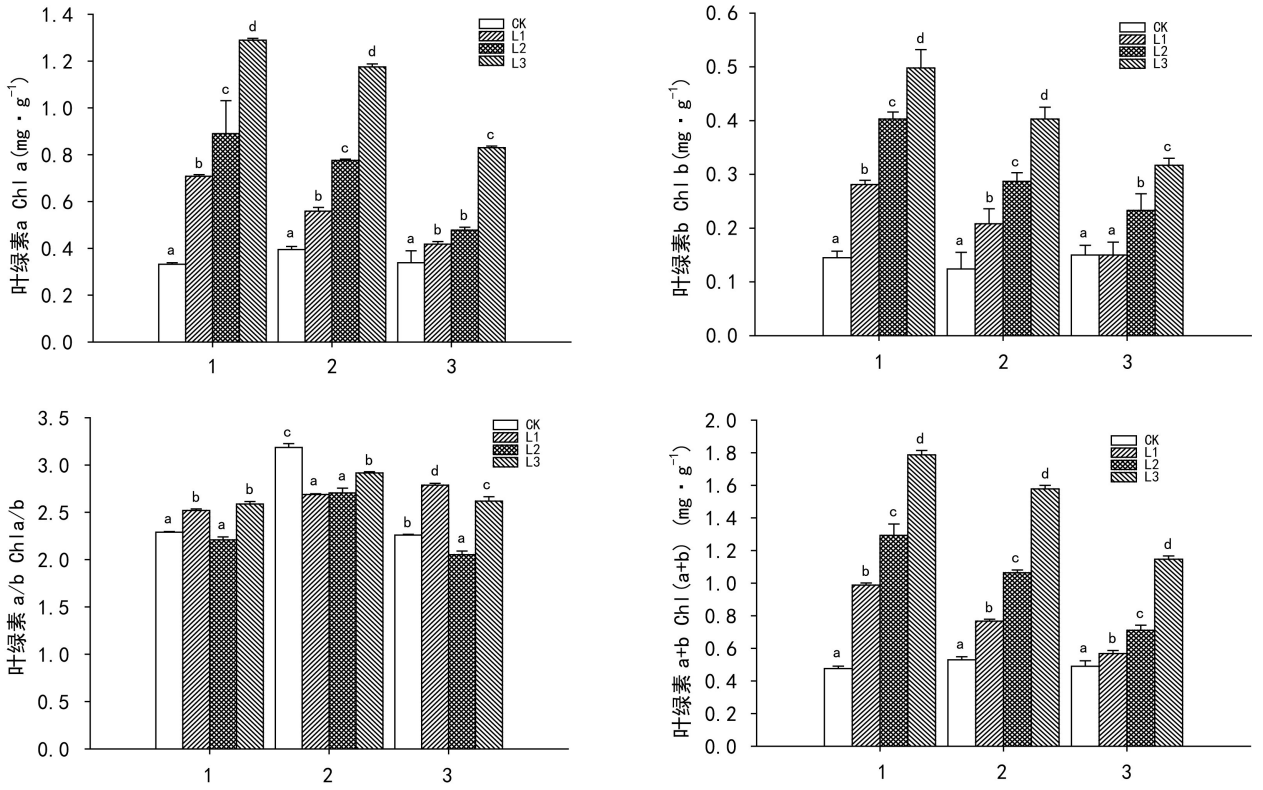 叶绿素a Chl a(mg·g⁻¹)
1.4
1.2
1.0
0.8
0.6
0.4
0.2
0.0
CK
L1
L2
L3
a b c d
a b c d
a b b c
1 2 3
叶绿素b Chl b(mg·g⁻¹)
0.6
0.5
0.4
0.3
0.2
0.1
0.0
CK
L1
L2
L3
a b c d
a b c d
a a b c
1 2 3
叶绿素 a/b Chla/b
3.5
3.0
2.5
2.0
1.5
1.0
0.5
0.0
CK
L1
L2
L3
a b a b
c a a b
b d a c
1 2 3
叶绿素 a+b Chl(a+b) (mg·g⁻¹)
2.0
1.8
1.6
1.4
1.2
1.0
0.8
0.6
0.4
0.2
0.0
CK
L1
L2
L3
a b c d
a b c d
a b c d
1 2 3